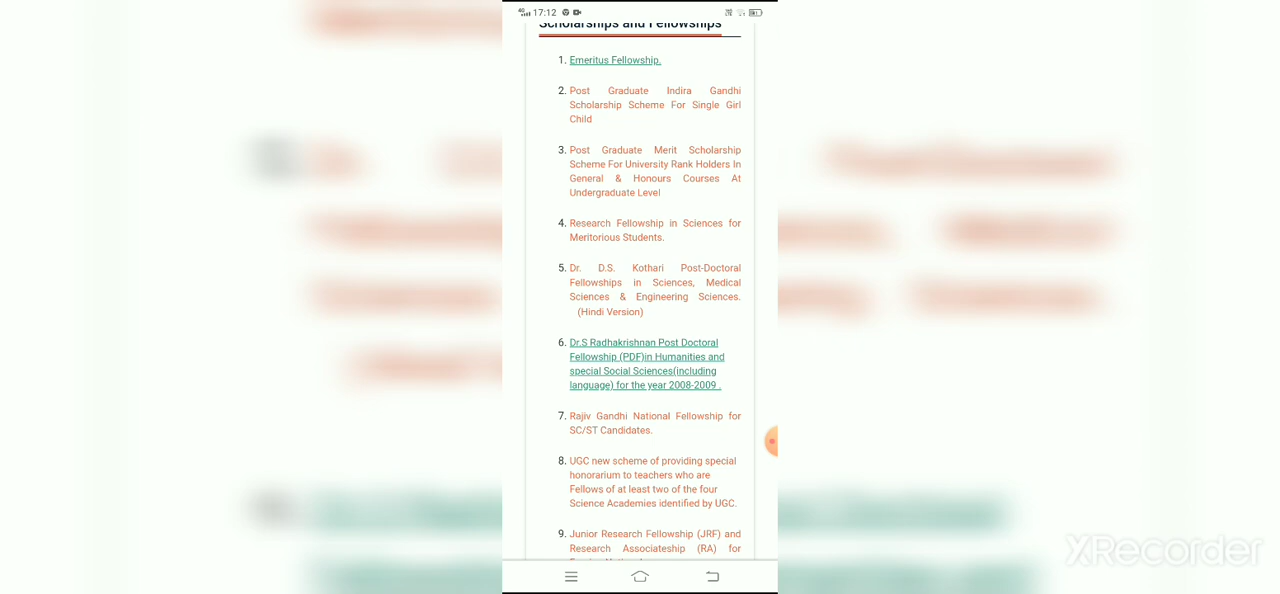 4G 17:12
Scholarships and Fellowships
1. Emeritus Fellowship.
2. Post Graduate Indira Gandhi
Scholarship Scheme For Single Girl
Child
3. Post Graduate Merit Scholarship
Scheme For University Rank Holders In
General & Honours Courses At
Undergraduate Level
4. Research Fellowship in Sciences for
Meritorious Students.
5. Dr. D.S. Kothari Post-Doctoral
Fellowships in Sciences, Medical
Sciences & Engineering Sciences.
(Hindi Version)
6. Dr.S Radhakrishnan Post Doctoral
Fellowship (PDF)in Humanities and
special Social Sciences(including
language) for the year 2008-2009 .
7. Rajiv Gandhi National Fellowship for
SC/ST Candidates.
8. UGC new scheme of providing special
honorarium to teachers who are
Fellows of at least two of the four
Science Academies identified by UGC.
9. Junior Research Fellowship (JRF) and
Research Associateship (RA) for
XRecorder